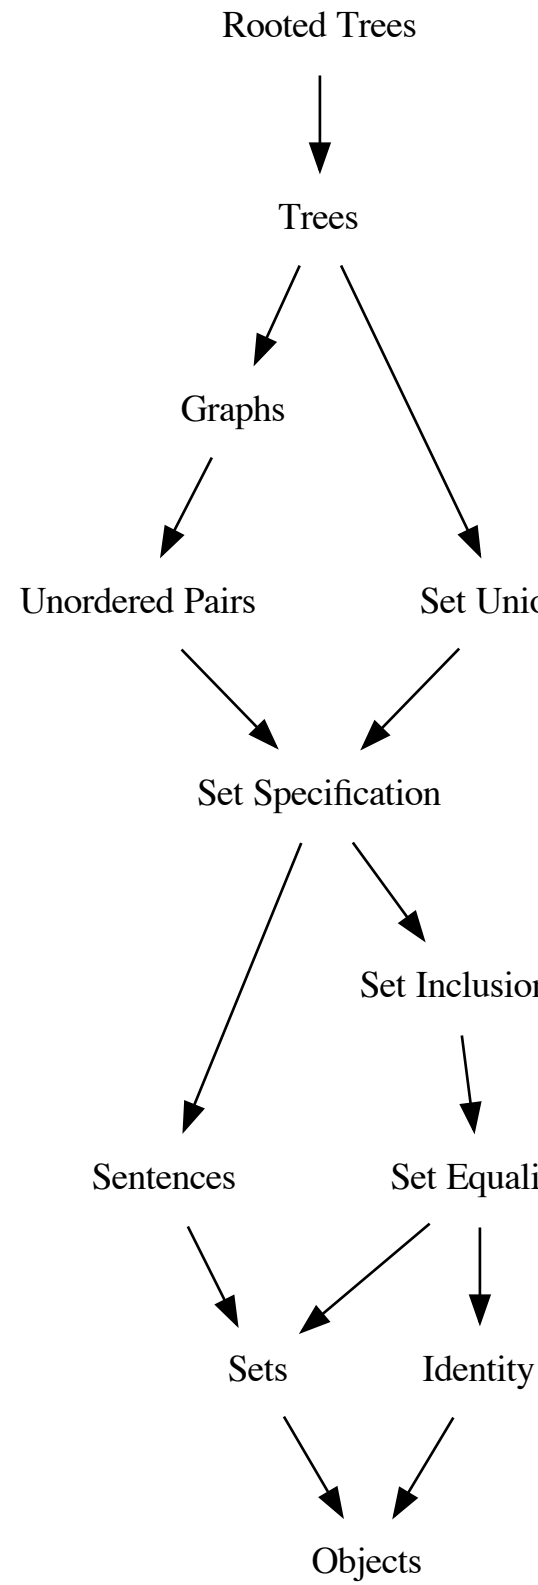 Rooted Trees
Trees
Graphs
Unordered Pairs
Set
Set Specification
Set Inclusion
Sentences
Set
Sets
Identity
Objects